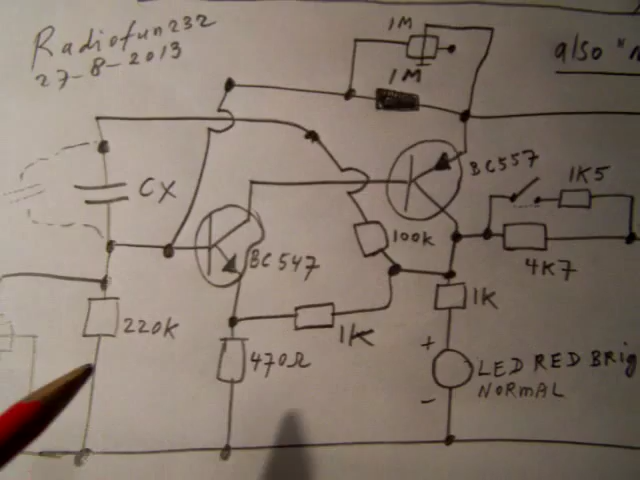 Radiofun232
27-8-2013
1M
1M
also "
CX
BC547
BC557
1K5
100k
4K7
1K
1K
220K
470Ω
+
LED RED BRIG
NORMAL
-